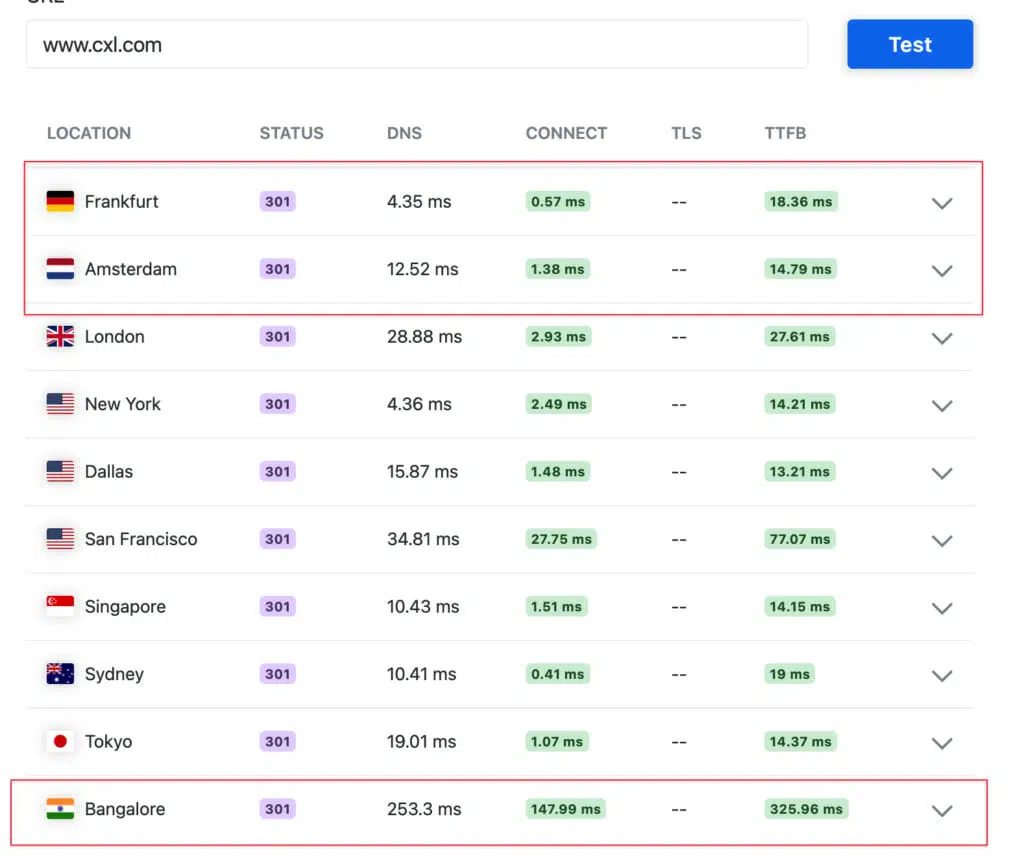 URL
www.cxl.com Test
LOCATION STATUS DNS CONNECT TLS TTFB
Frankfurt 301 4.35 ms 0.57 ms -- 18.36 ms
Amsterdam 301 12.52 ms 1.38 ms -- 14.79 ms
London 301 28.88 ms 2.93 ms -- 27.61 ms
New York 301 4.36 ms 2.49 ms -- 14.21 ms
Dallas 301 15.87 ms 1.48 ms -- 13.21 ms
San Francisco 301 34.81 ms 27.75 ms -- 77.07 ms
Singapore 301 10.43 ms 1.51 ms -- 14.15 ms
Sydney 301 10.41 ms 0.41 ms -- 19 ms
Tokyo 301 19.01 ms 1.07 ms -- 14.37 ms
Bangalore 301 253.3 ms 147.99 ms -- 325.96 ms